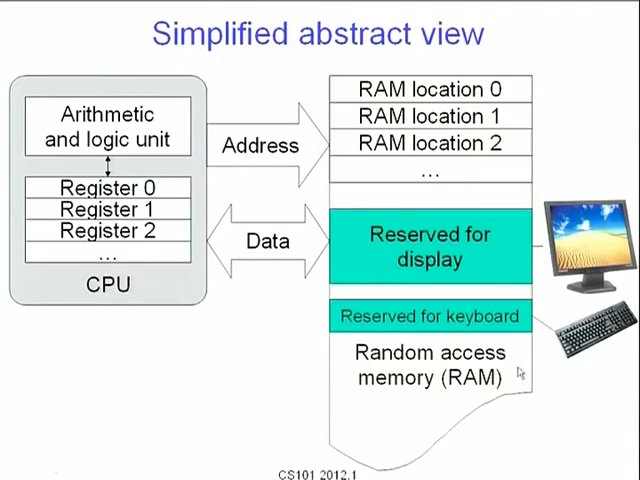 Simplified abstract view
Arithmetic
and logic unit
Register 0
Register 1
Register 2
...
CPU
Address
Data
RAM location 0
RAM location 1
RAM location 2
...
Reserved for
display
Reserved for keyboard
Random access
memory (RAM)
CS101 2012.1